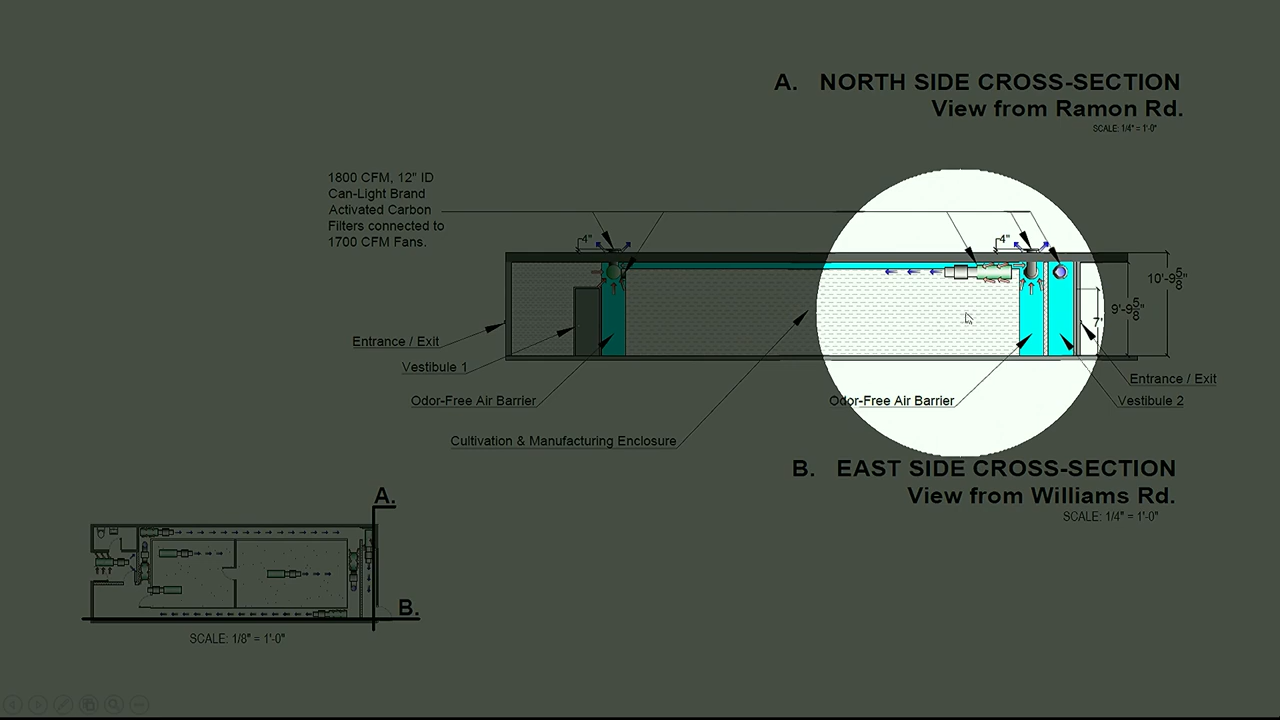 A. NORTH SIDE CROSS-SECTION
View from Ramon Rd.
SCALE: 1/4" = 1'-0"
1800 CFM, 12" ID
Can-Light Brand
Activated Carbon
Filters connected to
1700 CFM Fans.
4"
4"
10'-9 5/8"
9'-9 5/8"
7'
Entrance / Exit
Vestibule 1
Odor-Free Air Barrier
Cultivation & Manufacturing Enclosure
Odor-Free Air Barrier
Entrance / Exit
Vestibule 2
B. EAST SIDE CROSS-SECTION
View from Williams Rd.
SCALE: 1/4" = 1'-0"
A.
B.
SCALE: 1/8" = 1'-0"